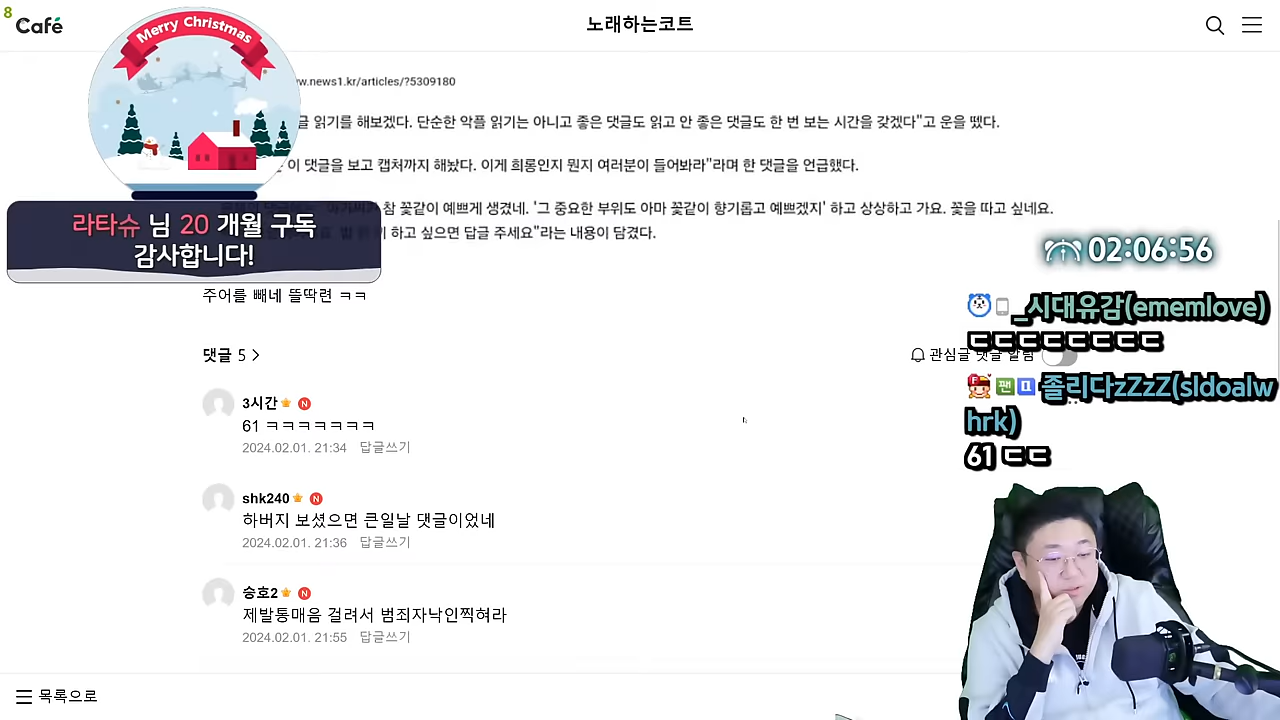 8
Café
노래하는코트
Merry Christmas
w.news1.kr/articles/?5309180
글 읽기를 해보겠다. 단순한 악플 읽기는 아니고 좋은 댓글도 읽고 안 좋은 댓글도 한 번 보는 시간을 갖겠다"고 운을 뗐다.
이 댓글을 보고 캡처까지 해놨다. 이게 희롱인지 뭔지 여러분이 들어봐라"라며 한 댓글을 언급했다.
참 꽃같이 예쁘게 생겼네. '그 중요한 부위도 아마 꽃같이 향기롭고 예쁘겠지' 하고 상상하고 가요. 꽃을 따고 싶네요.
하고 싶으면 답글 주세요"라는 내용이 담겼다.
라타슈 님 20 개월 구독
감사합니다!
02:06:56
주어를 빼네 뜰딱련 ㅋㅋ
_시대유감(ememlove)
ㄷㄷㄷㄷㄷㄷㄷㄷ
댓글 5
관심글 댓글 알림
졸리다zZzZ(sldoalw
hrk)
61 ㄷㄷ
3시간 N
61 ㅋㅋㅋㅋㅋㅋㅋ
2024.02.01. 21:34 답글쓰기
shk240 N
하버지 보셨으면 큰일날 댓글이었네
2024.02.01. 21:36 답글쓰기
승호2 N
제발통매음 걸려서 범죄자낙인찍혀라
2024.02.01. 21:55 답글쓰기
목록으로